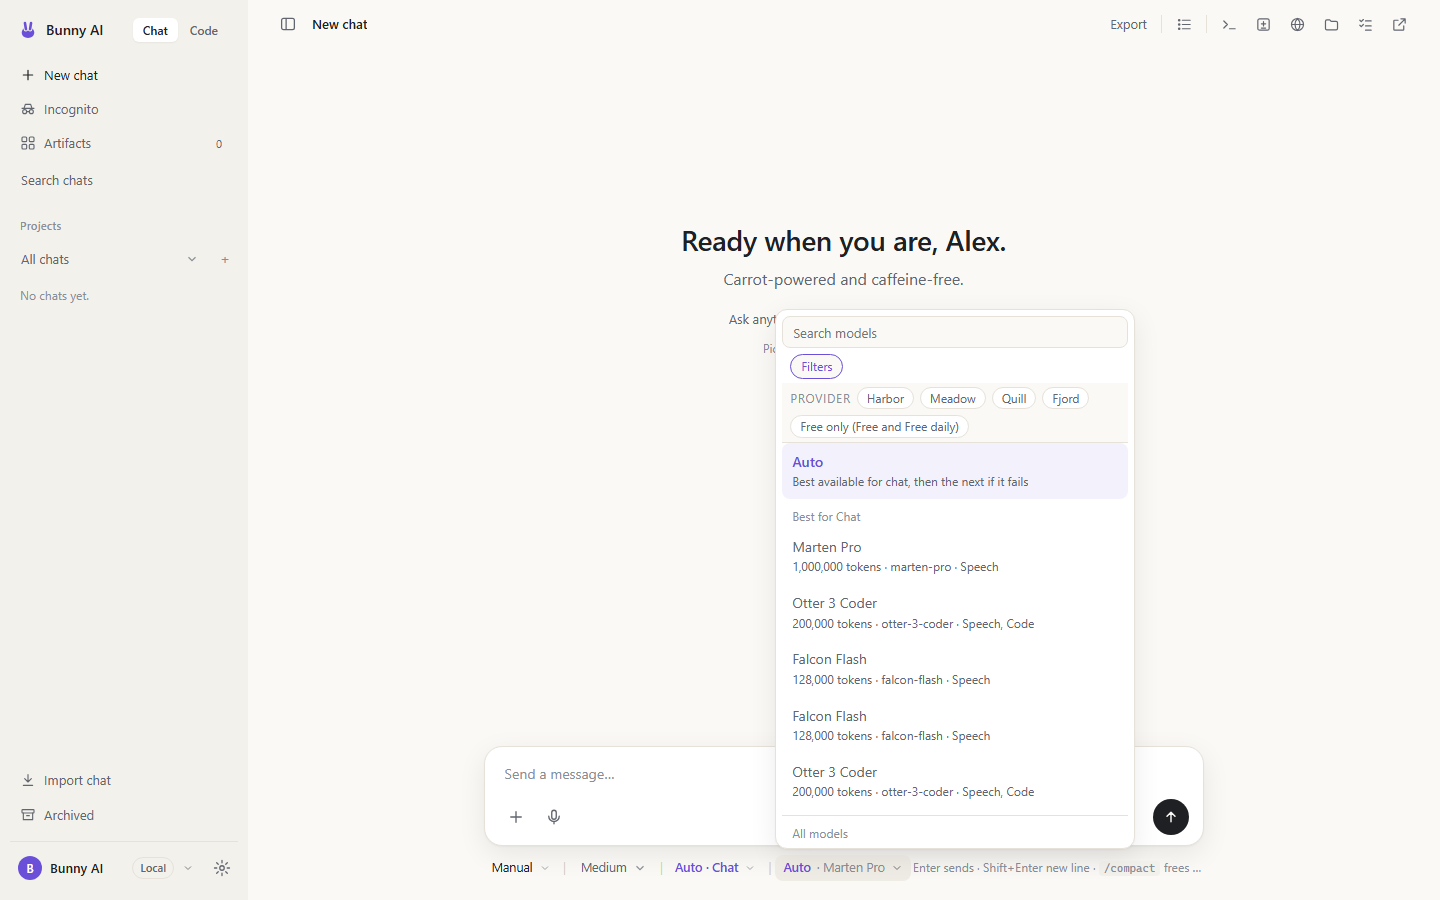 Bunny AI
Chat
Code
New chat
Incognito
Artifacts 0
Search chats
Projects
All chats +
No chats yet.
Import chat
Archived
B Bunny AI Local
New chat
Export
Ready when you are, Alex.
Carrot-powered and caffeine-free.
Ask anyt
Pic
Search models
Filters
PROVIDER Harbor Meadow Quill Fjord
Free only (Free and Free daily)
Auto
Best available for chat, then the next if it fails
Best for Chat
Marten Pro
1,000,000 tokens · marten-pro · Speech
Otter 3 Coder
200,000 tokens · otter-3-coder · Speech, Code
Falcon Flash
128,000 tokens · falcon-flash · Speech
Falcon Flash
128,000 tokens · falcon-flash · Speech
Otter 3 Coder
200,000 tokens · otter-3-coder · Speech, Code
All models
Send a message...
Manual | Medium | Auto · Chat | Auto · Marten Pro Enter sends · Shift+Enter new line · /compact frees ...